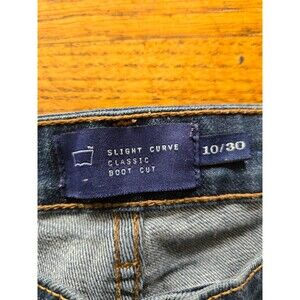 SLIGHT CURVE
CLASSIC
BOOT CUT
10/30